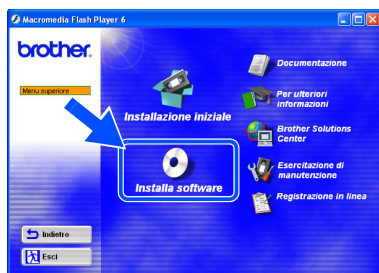 Macromedia Flash Player 6
brother.
Menu superiore
Installazione iniziale
Installa software
Documentazione
Per ulteriori
informazioni
Brother Solutions
Center
Esercitazione di
manutenzione
Registrazione in linea
Indietro
Esci